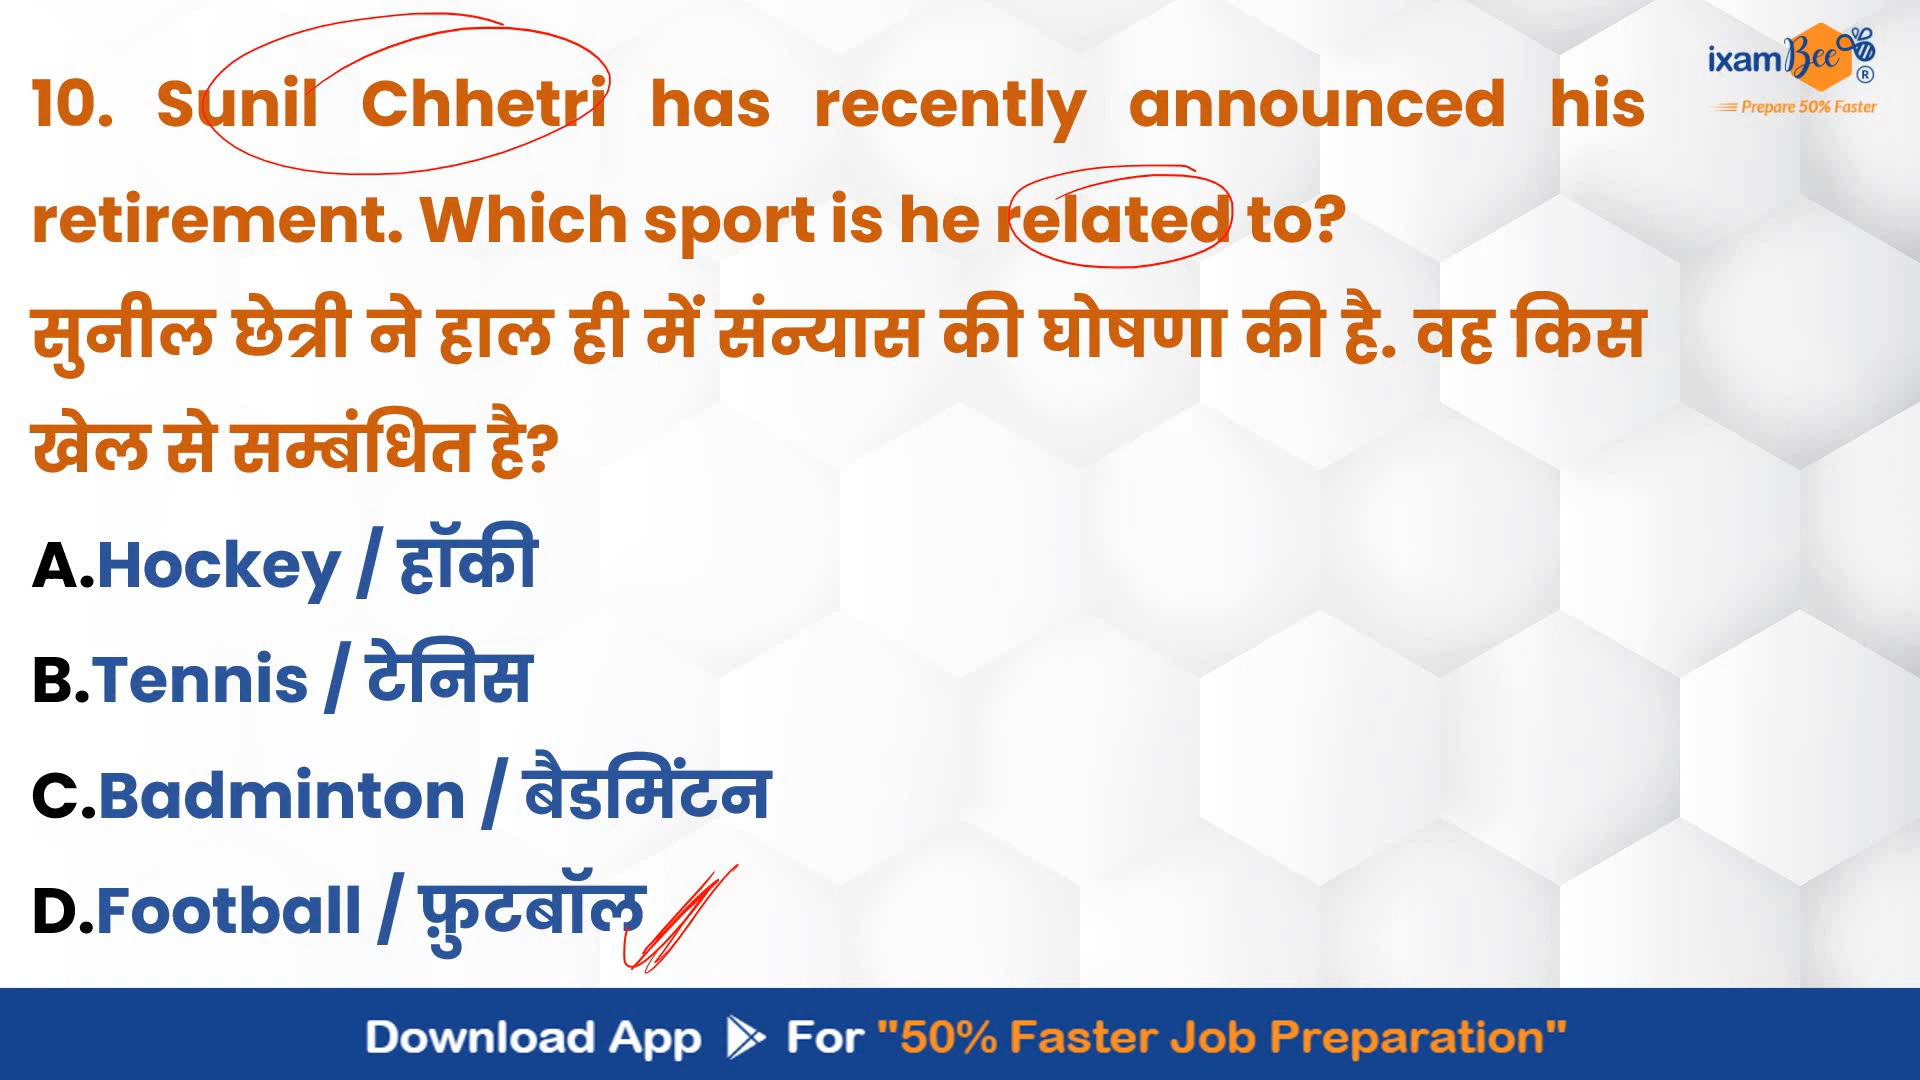 ixamBee ®
Prepare 50% Faster
10. Sunil Chhetri has recently announced his
retirement. Which sport is he related to?
सुनील छेत्री ने हाल ही में संन्यास की घोषणा की है. वह किस
खेल से सम्बंधित है?
A.Hockey / हॉकी
B.Tennis / टेनिस
C.Badminton / बैडमिंटन
D.Football / फ़ुटबॉल
Download App For "50% Faster Job Preparation"